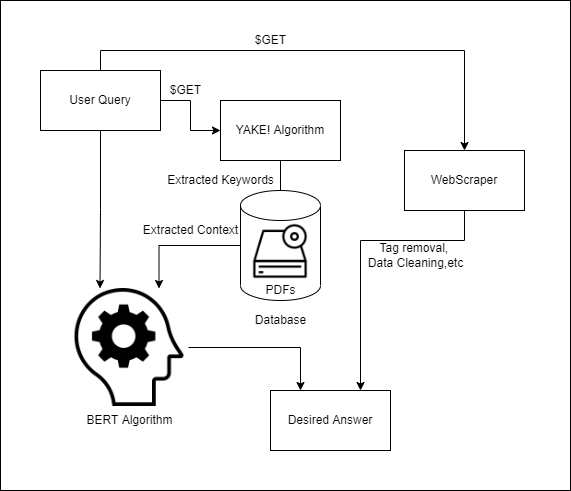 $GET
User Query
$GET
YAKE! Algorithm
Extracted Keywords
WebScraper
Extracted Context
Tag removal,
Data Cleaning,etc
PDFs
Database
BERT Algorithm
Desired Answer